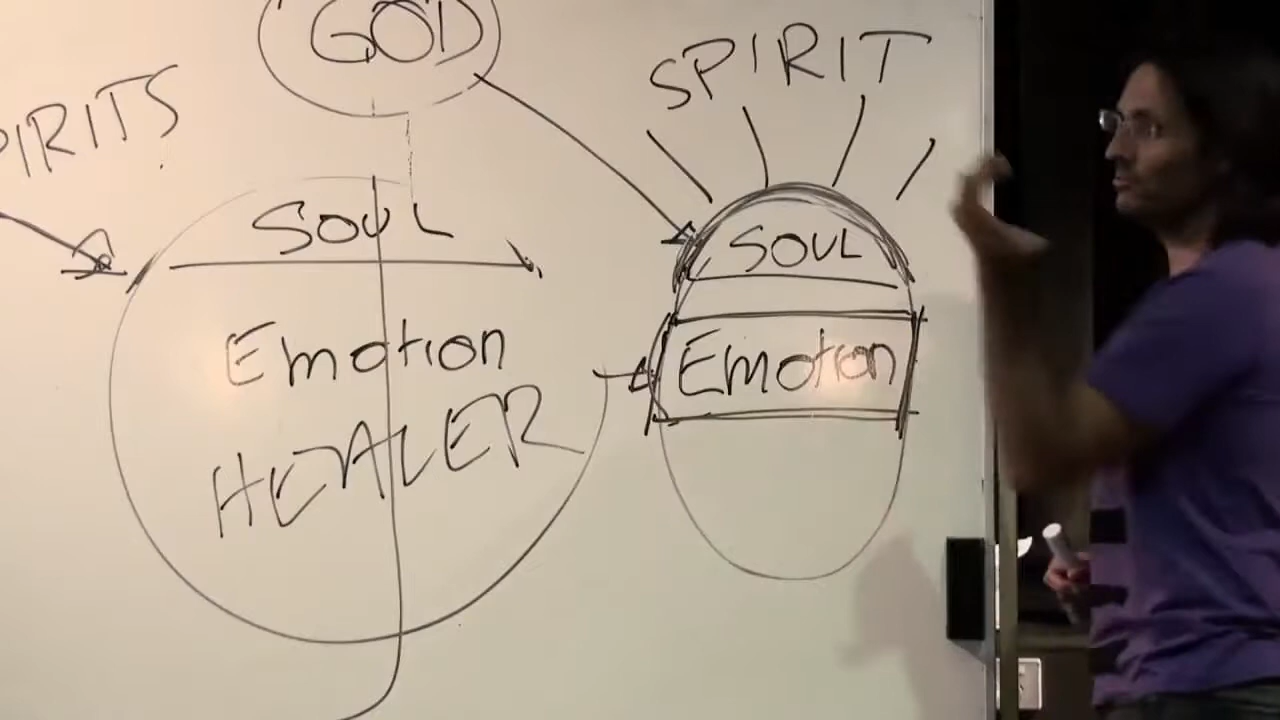 GOD
SPIRIT
PIRITS
SOUL
SOUL
Emotion
Emotion
HEALER